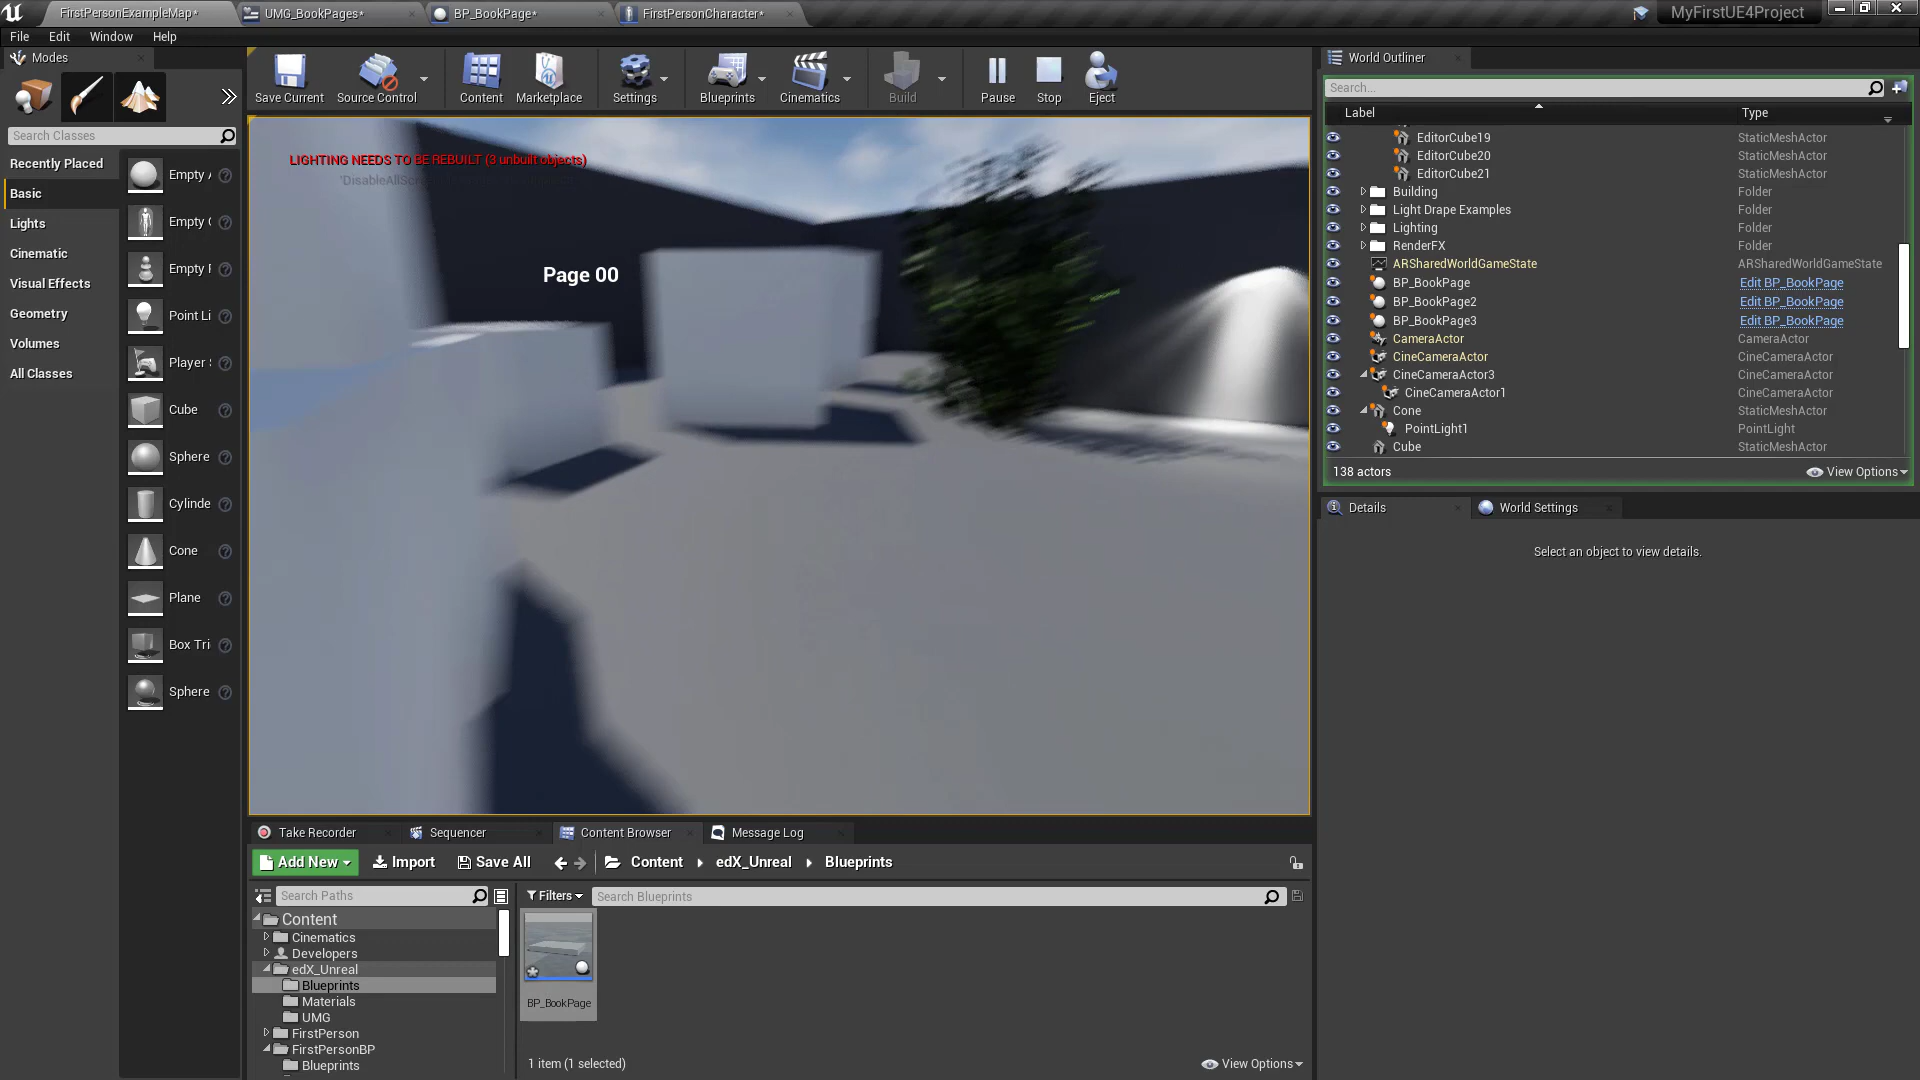 FirstPersonExampleMap*
UMG_BookPages*
BP_BookPage*
FirstPersonCharacter*
MyFirstUE4Project
File Edit Window Help
Modes
Save Current
Source Control
Content
Marketplace
Settings
Blueprints
Cinematics
Build
Pause
Stop
Eject
Search Classes
Recently Placed
Basic
Lights
Cinematic
Visual Effects
Geometry
Volumes
All Classes
Empty
Empty
Empty
Point Li
Player
Cube
Sphere
Cylinde
Cone
Plane
Box Tri
Sphere
LIGHTING NEEDS TO BE REBUILT (3 unbuilt objects)
Page 00
World Outliner
Search...
Label Type
EditorCube19 StaticMeshActor
EditorCube20 StaticMeshActor
EditorCube21 StaticMeshActor
Building Folder
Light Drape Examples Folder
Lighting Folder
RenderFX Folder
ARSharedWorldGameState ARSharedWorldGameState
BP_BookPage Edit BP_BookPage
BP_BookPage2 Edit BP_BookPage
BP_BookPage3 Edit BP_BookPage
CameraActor CameraActor
CineCameraActor CineCameraActor
CineCameraActor3 CineCameraActor
CineCameraActor1 CineCameraActor
Cone StaticMeshActor
PointLight1 PointLight
Cube StaticMeshActor
138 actors View Options
Details World Settings
Select an object to view details.
Take Recorder Sequencer Content Browser Message Log
Add New Import Save All Content edX_Unreal Blueprints
Search Paths
Filters Search Blueprints
Content
Cinematics
Developers
edX_Unreal
Blueprints
Materials
UMG
FirstPerson
FirstPersonBP
Blueprints
BP_BookPage
1 item (1 selected) View Options